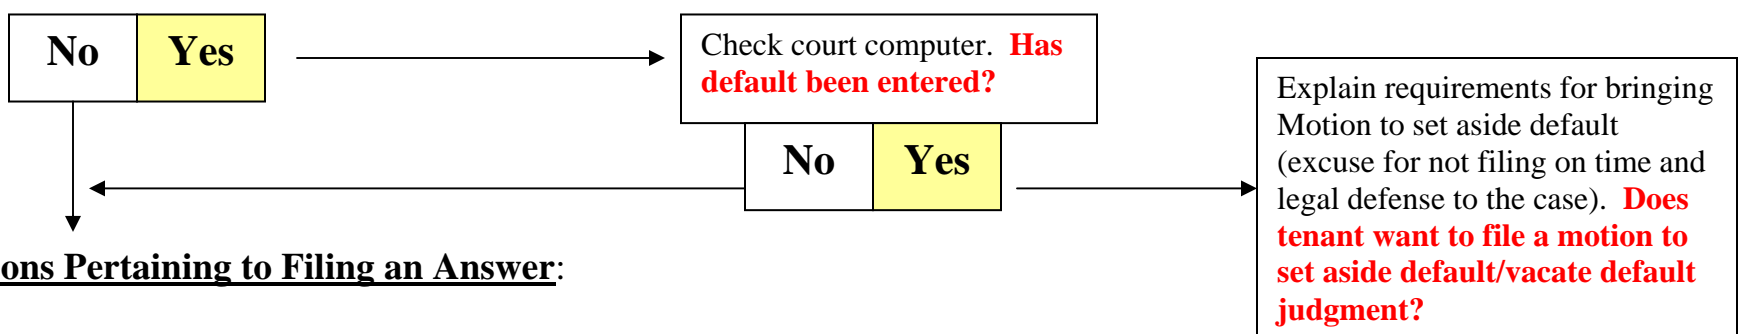 No Yes
Check court computer. Has
default been entered?
No Yes
Explain requirements for bringing
Motion to set aside default
(excuse for not filing on time and
legal defense to the case). Does
tenant want to file a motion to
set aside default/vacate default
judgment?
ons Pertaining to Filing an Answer: